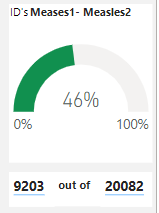 ID's Meases1- Measles2
46%
0% 100%
9203 out of 20082